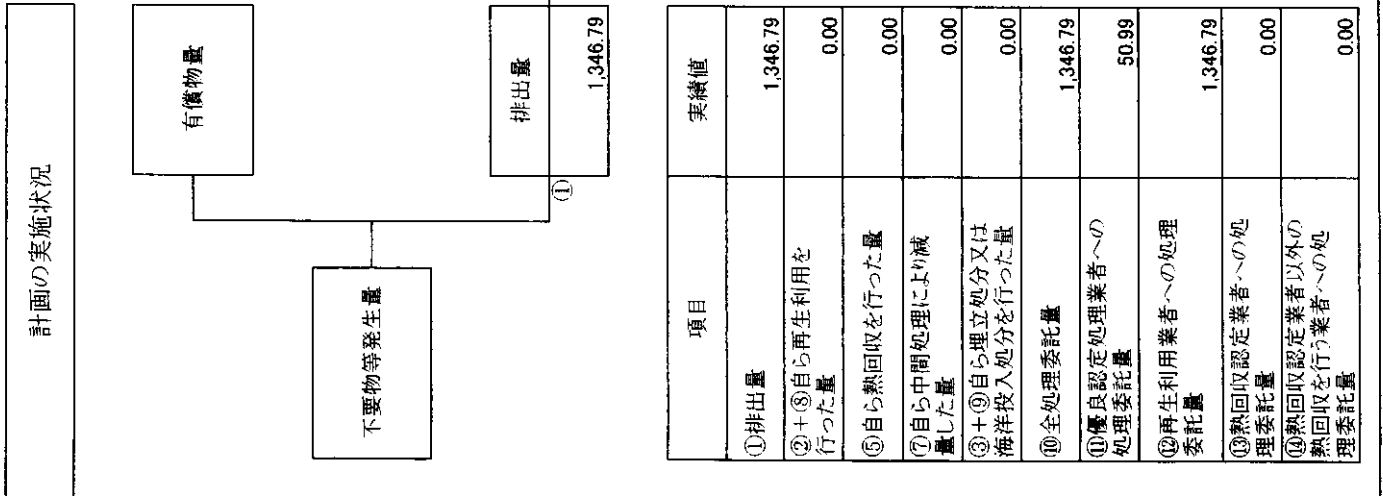 計画の実施状況
有償物量
不要物等発生量
①
排出量
1,346.79
項目
実績値
①排出量
1,346.79
②+⑧自ら再生利用を
行った量
0.00
⑤自ら熱回収を行った量
0.00
⑦自ら中間処理により減
量した量
0.00
③+⑨自ら埋立処分又は
海洋投入処分を行った量
0.00
⑩全処理委託量
1,346.79
⑪優良認定処理業者への
処理委託量
50.99
⑫再生利用業者への処理
委託量
1,346.79
⑬熱回収認定業者への処
理委託量
0.00
⑭熱回収認定業者以外の
熱回収を行う業者への処
理委託量
0.00